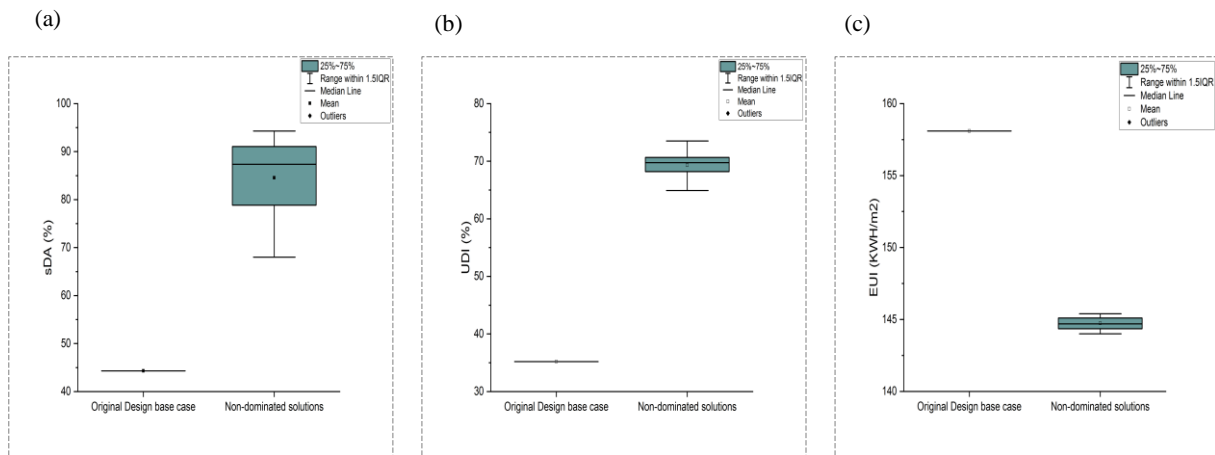 (a)
25%~75%
Range within 1.5IQR
Median Line
Mean
Outliers
100
90
80
70
60
50
40
sDA (%)
Original Design base case
Non-dominated solutions
(b)
25%~75%
Range within 1.5IQR
Median Line
Mean
Outliers
80
70
60
50
40
30
UDI (%)
Original Design base case
Non-dominated solutions
(c)
25%~75%
Range within 1.5IQR
Median Line
Mean
Outliers
160
155
150
145
140
EUI (KWH/m2)
Original Design base case
Non-dominated solutions